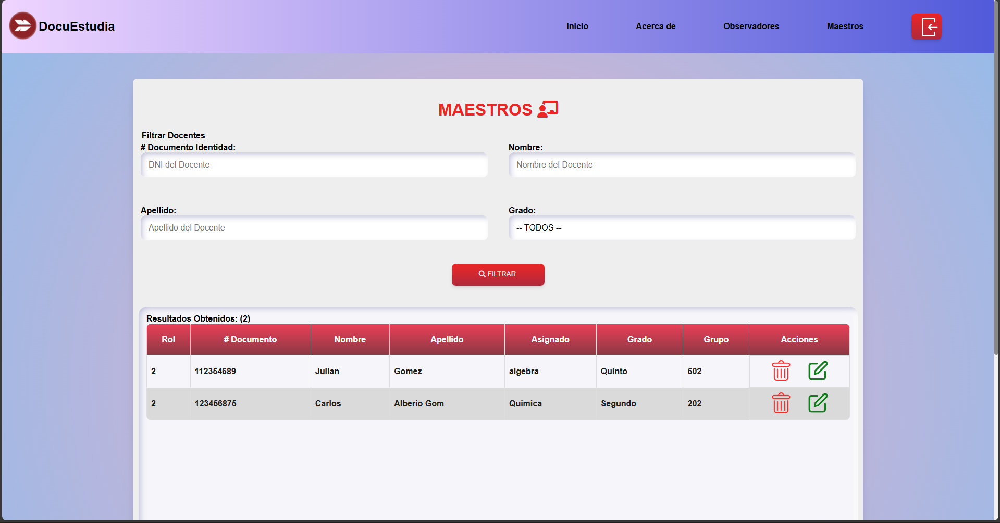 DocuEstudia
Inicio Acerca de Observadores Maestros
MAESTROS
Filtrar Docentes
# Documento Identidad: Nombre:
DNI del Docente Nombre del Docente
Apellido: Grado:
Apellido del Docente -- TODOS --
FILTRAR
Resultados Obtenidos: (2)
Rol # Documento Nombre Apellido Asignado Grado Grupo Acciones
2 112354689 Julian Gomez algebra Quinto 502
2 123456875 Carlos Alberio Gom Quimica Segundo 202